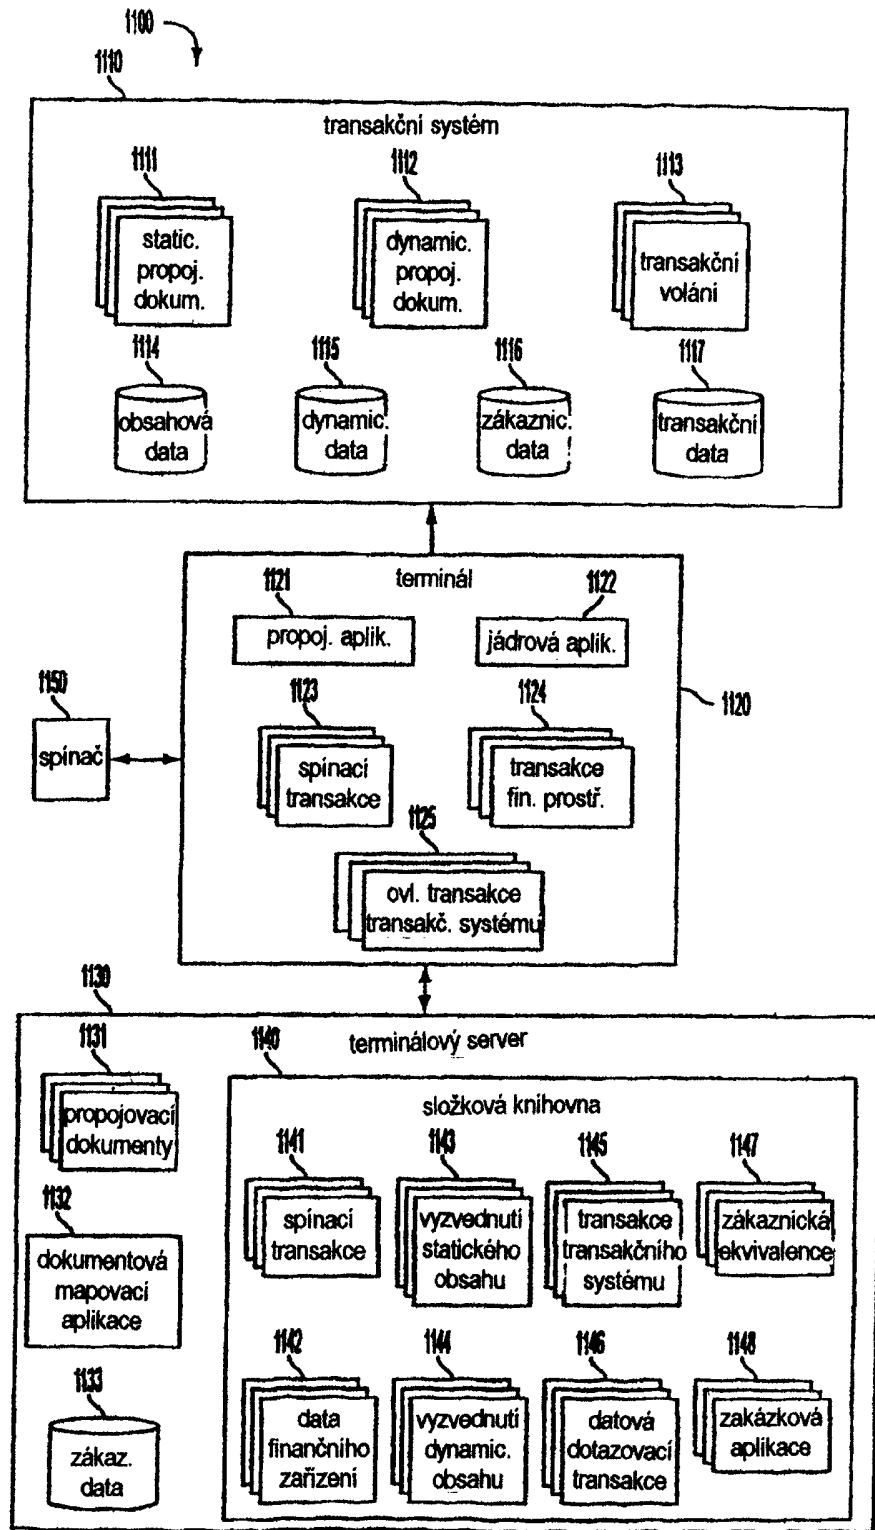 1100
1110
transakční systém
1111
1112
1113
static.
propoj.
dokum.
dynamic.
propoj.
dokum.
transakční
volání
1114
1115
1116
1117
obsahová
data
dynamic.
data
zákaznic.
data
transakční
data
terminál
1121
1122
propoj. aplik.
jádrová aplik.
1150
spínač
1120
1123
1124
spínací
transakce
transakce
fin. prostř.
1125
ovl. transakce
transakč. systému
1130
terminálový server
1131
propojovací
dokumenty
1132
dokumentová
mapovací
aplikace
1133
zákaz.
data
1140
složková knihovna
1141
1143
1145
1147
spínací
transakce
vyzvednutí
statického
obsahu
transakce
transakčního
systému
zákaznická
ekvivalence
1142
1144
1146
1148
data
finančního
zařízení
vyzvednutí
dynamic.
obsahu
datová
dotazovací
transakce
zakázková
aplikace